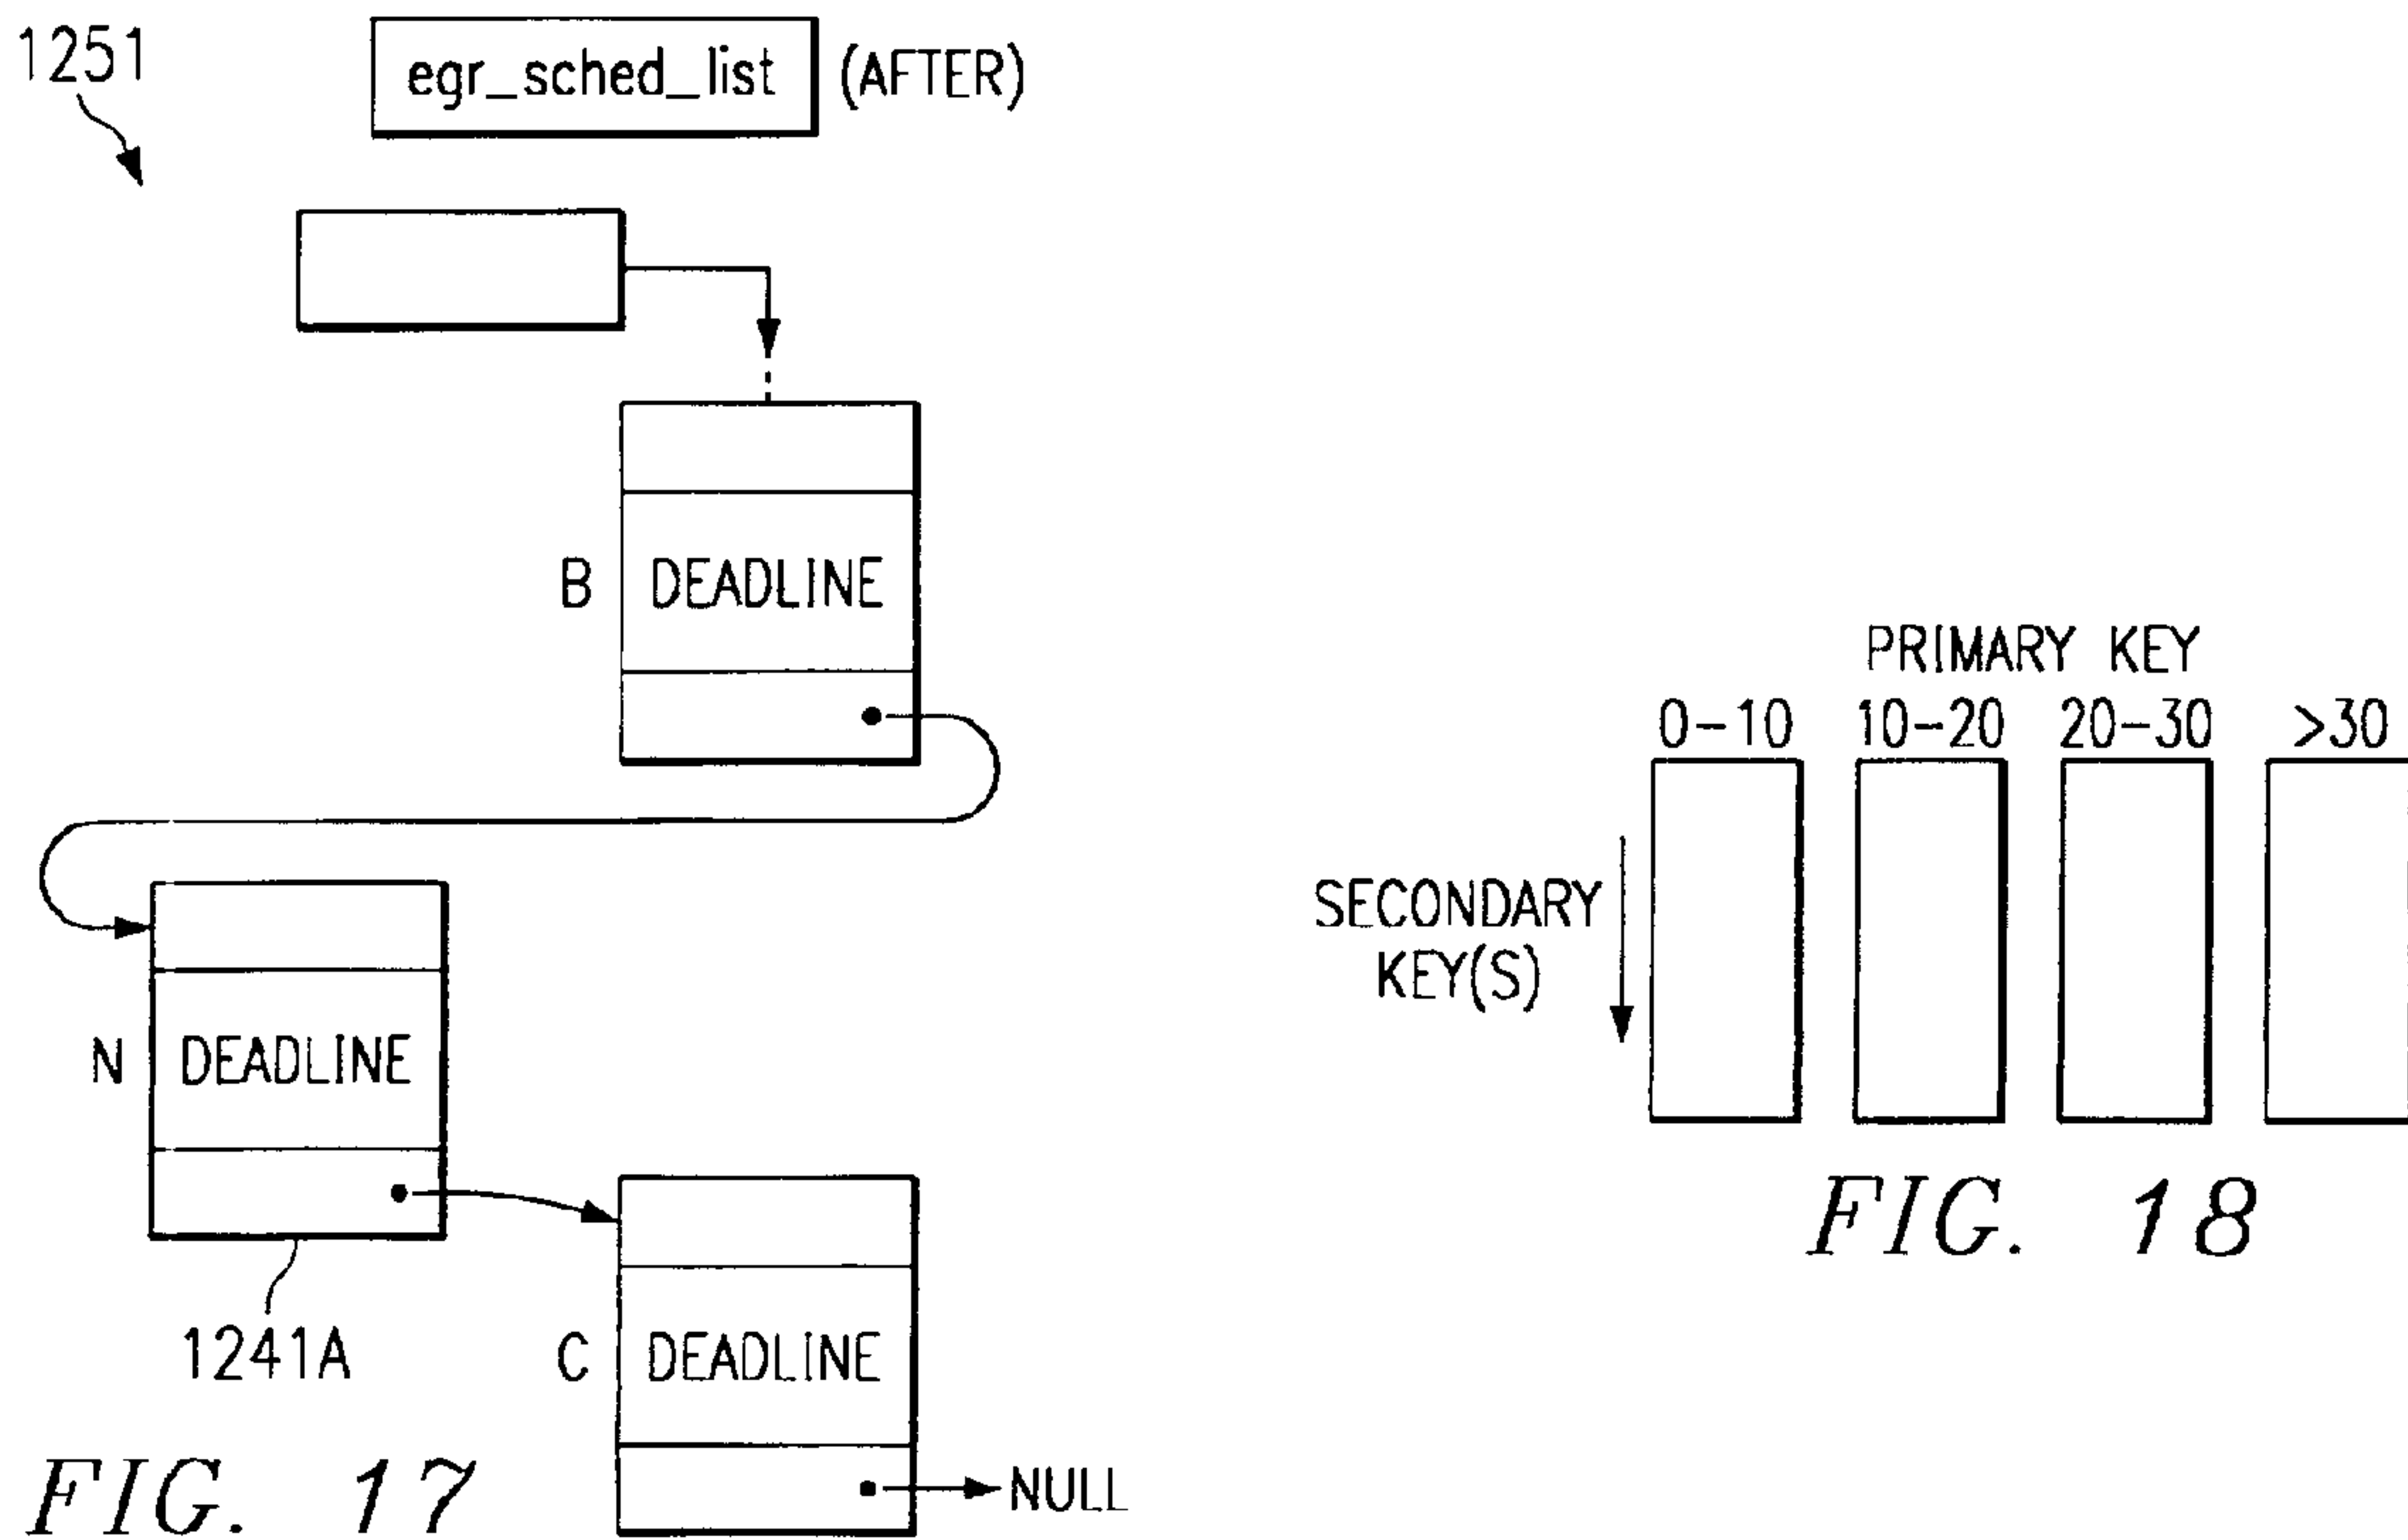 1251
egr_sched_list (AFTER)
B DEADLINE
N DEADLINE
1241A
C DEADLINE
NULL
FIG. 17
PRIMARY KEY
0-10 10-20 20-30 >30
SECONDARY
KEY(S)
FIG. 18